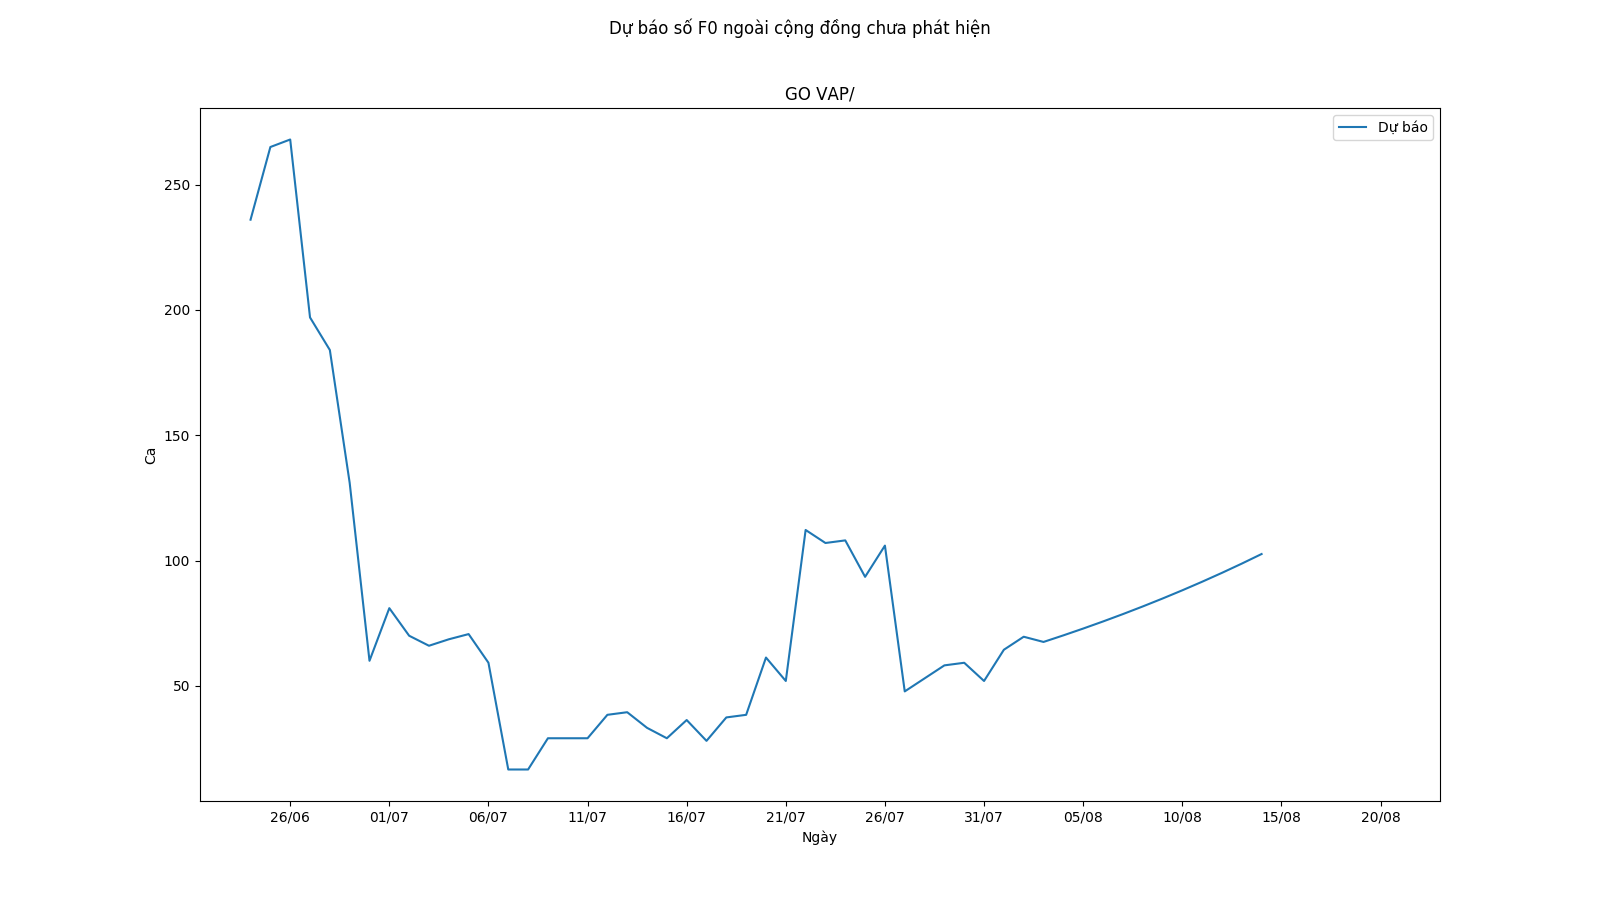 Dự báo số F0 ngoài cộng đồng chưa phát hiện
GO VAP/
Dự báo
250
200
150
100
50
Ca
26/06 01/07 06/07 11/07 16/07 21/07 26/07 31/07 05/08 10/08 15/08 20/08
Ngày